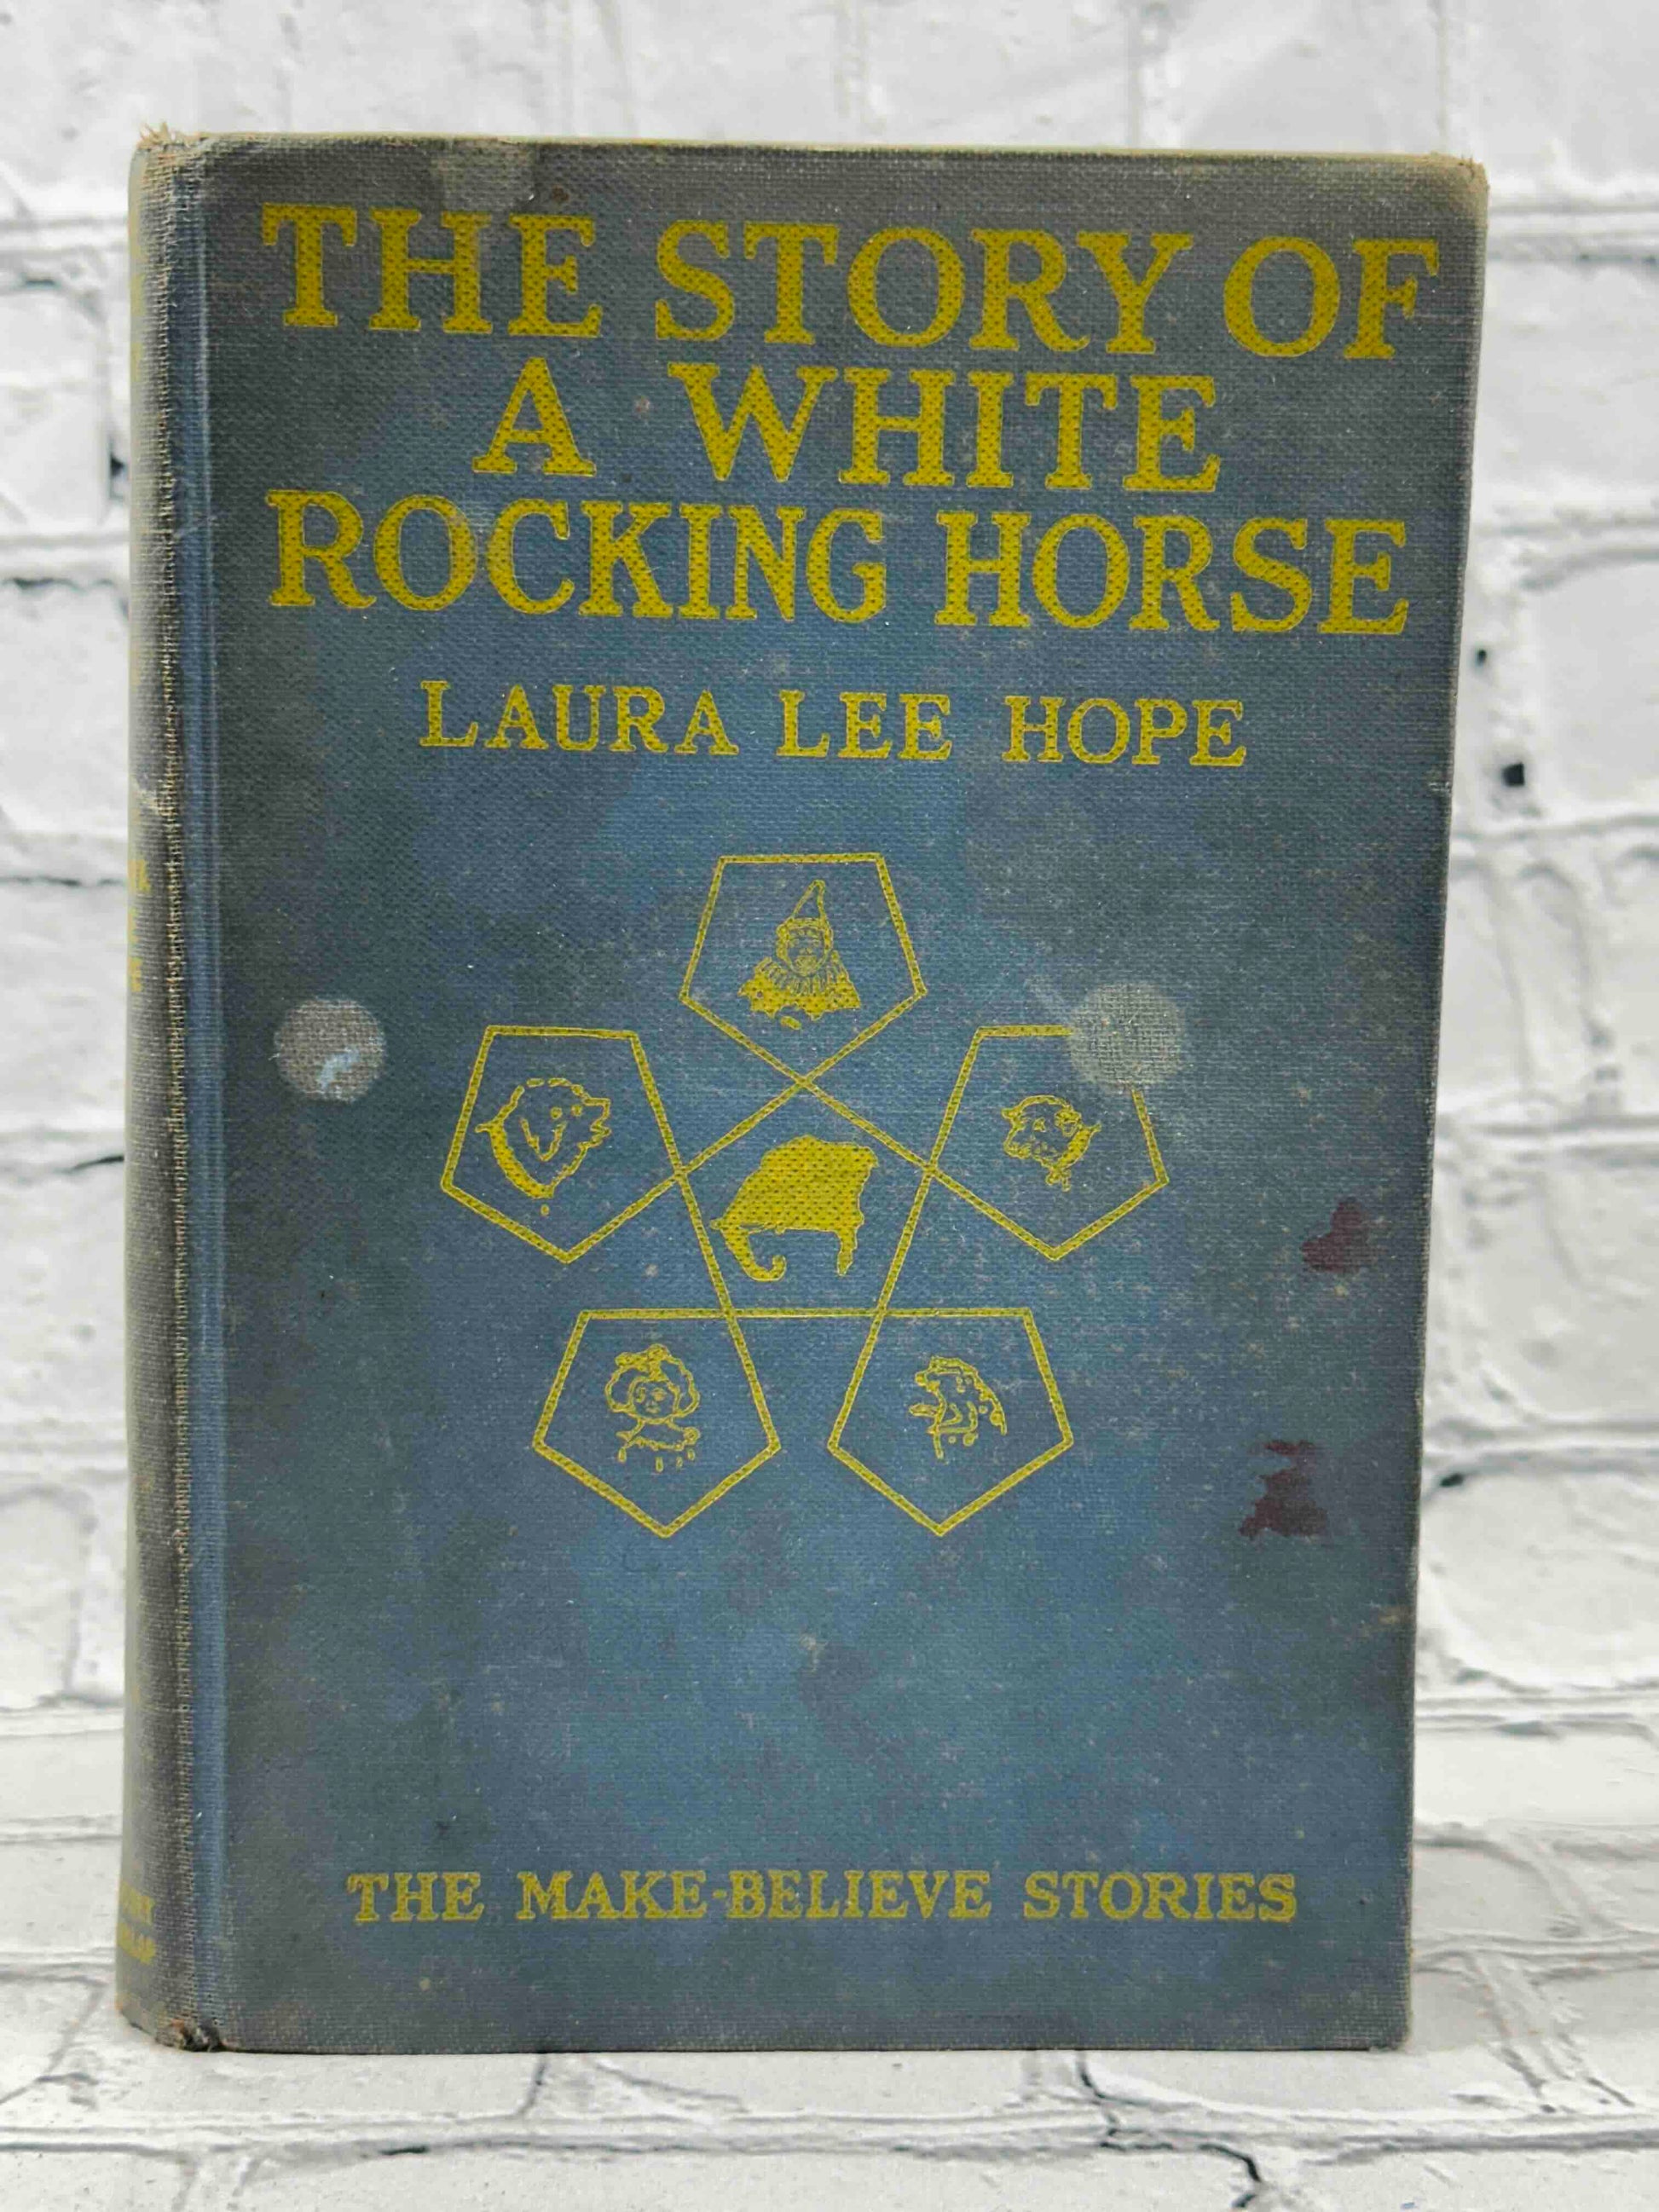 THE STORY OF
A WHITE
ROCKING HORSE
LAURA LEE HOPE
THE MAKE-BELIEVE STORIES